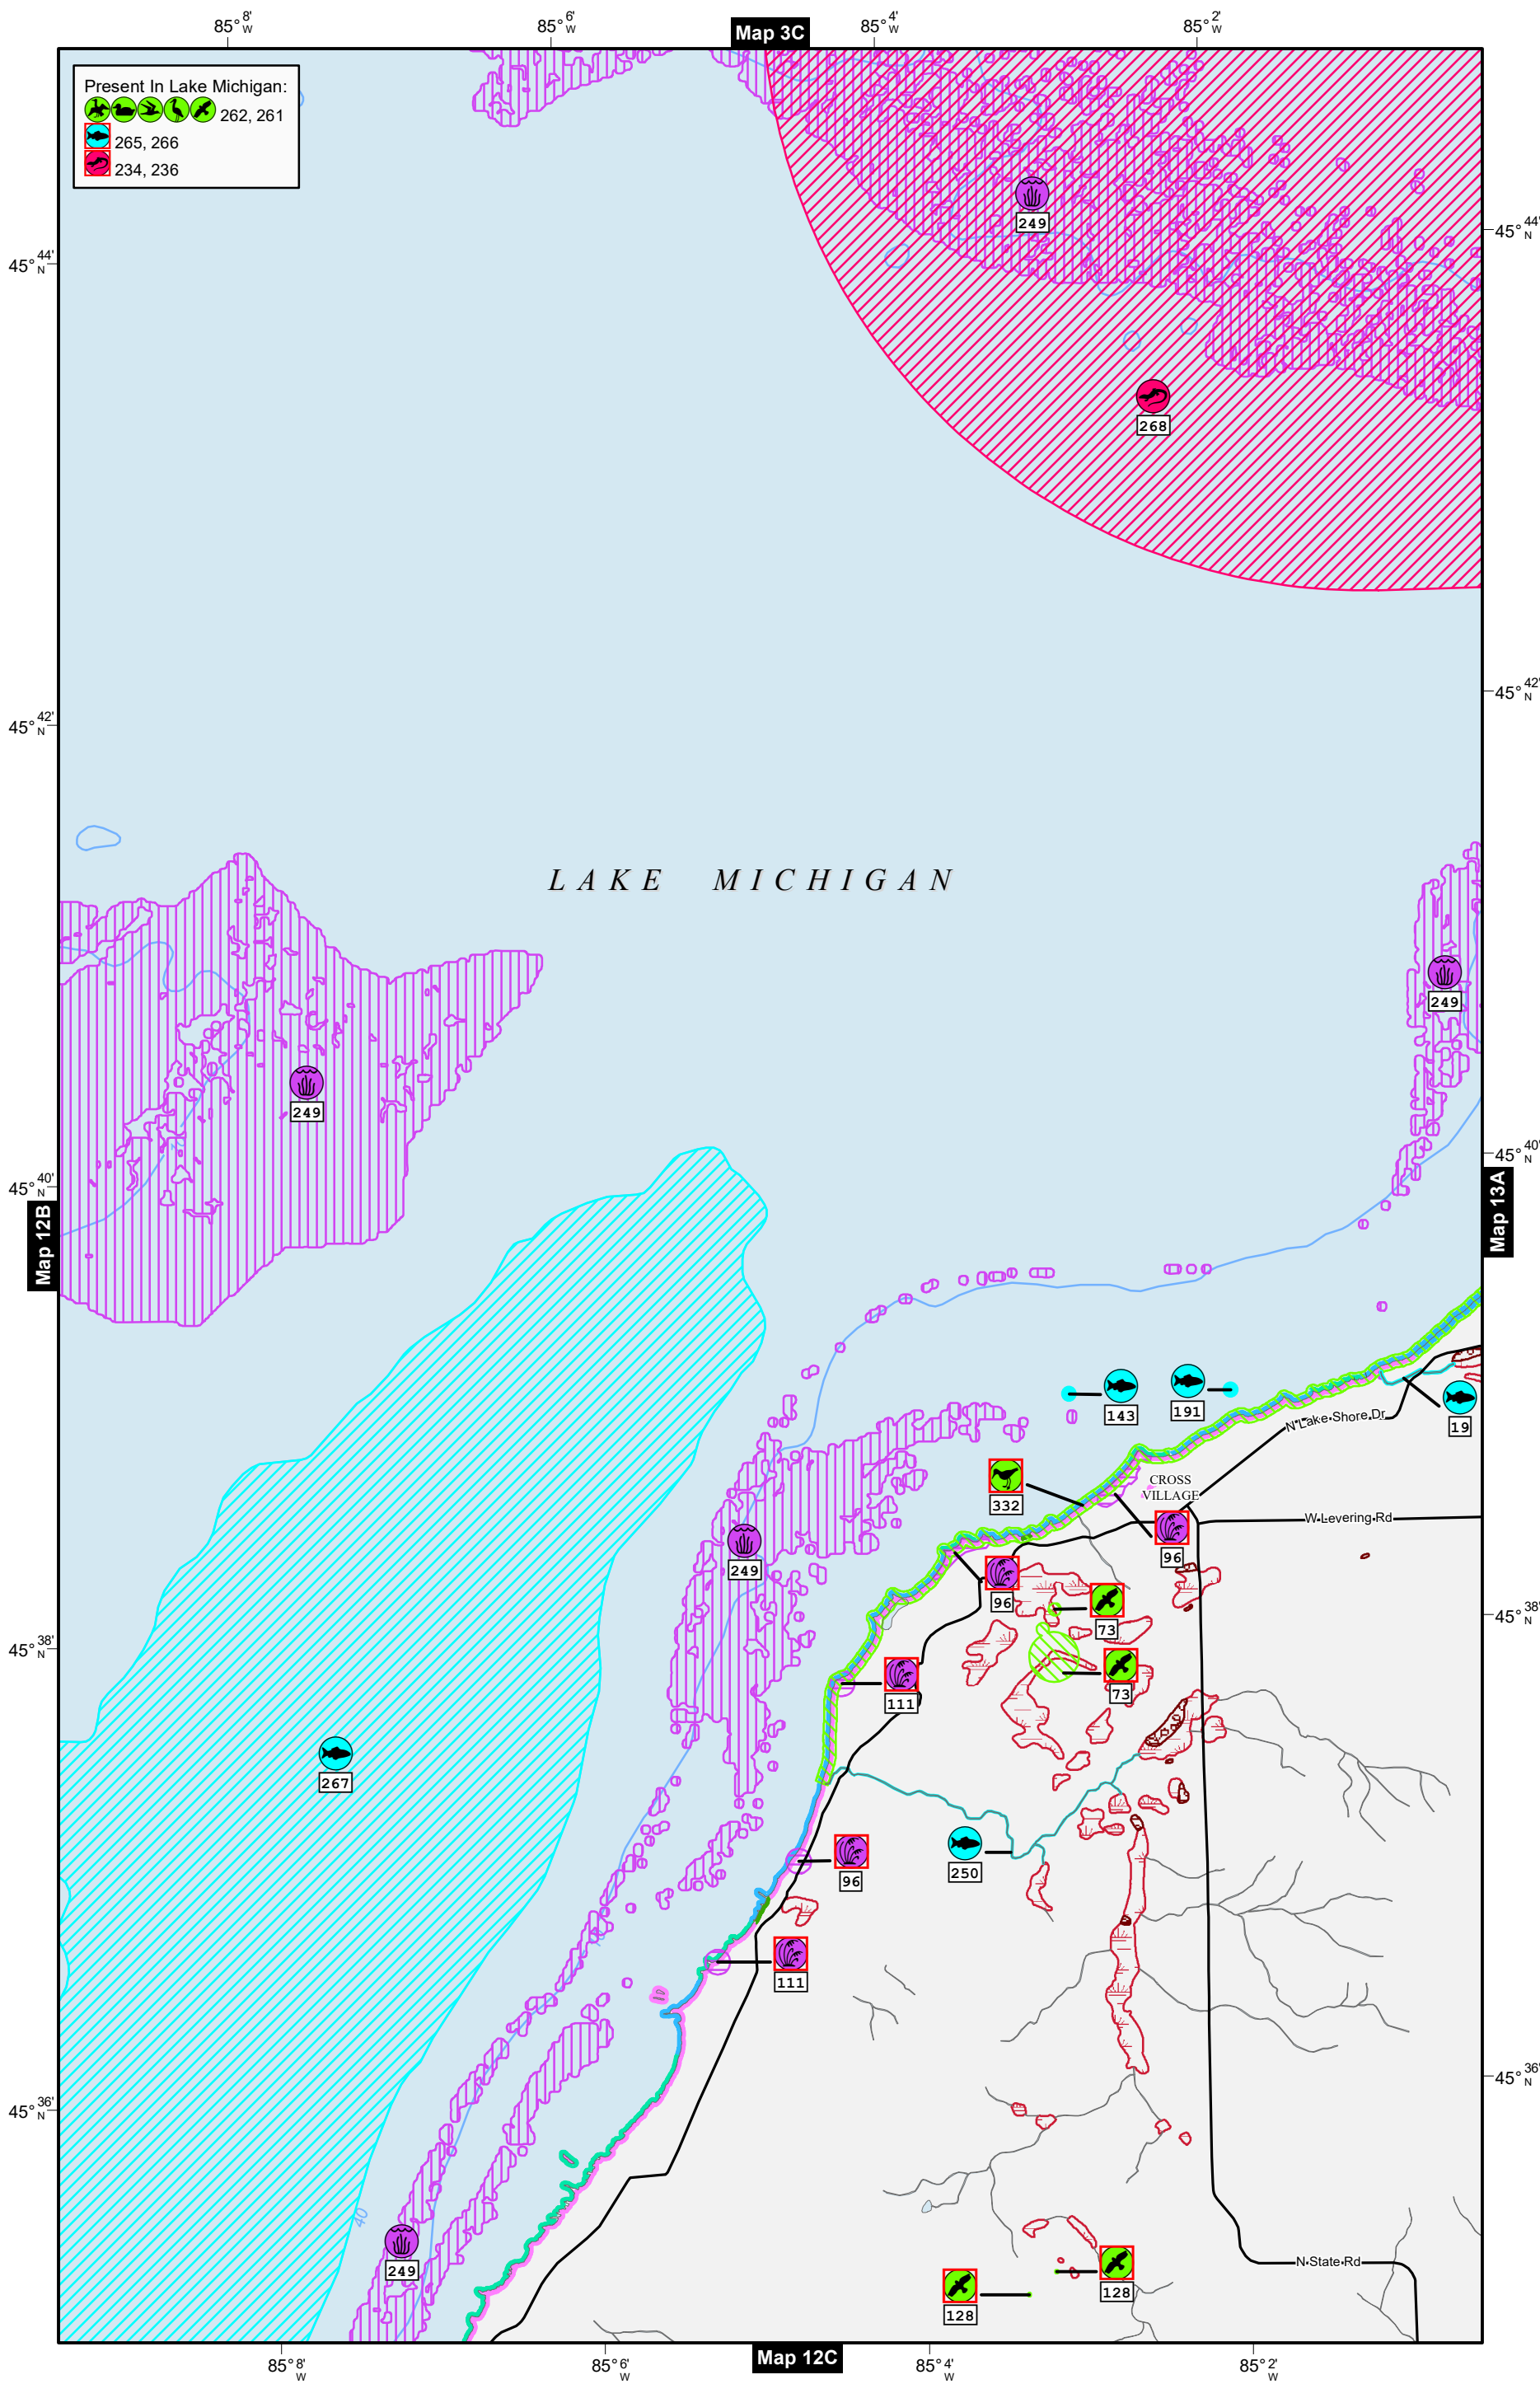 85° 8' W
85° 6' W
Map 3C
85° 4' W
85° 2' W
Present In Lake Michigan:
262, 261
265, 266
234, 236
249
45° 44' N
45° 44' N
268
45° 42' N
45° 42' N
LAKE MICHIGAN
249
249
45° 40' N
45° 40' N
Map 12B
Map 13A
143
191
19
N Lake Shore Dr
CROSS
VILLAGE
332
W Levering Rd
96
249
96
73
45° 38' N
45° 38' N
73
111
267
250
96
111
45° 36' N
45° 36' N
40
249
N State Rd
128
128
85° 8' W
85° 6' W
Map 12C
85° 4' W
85° 2' W